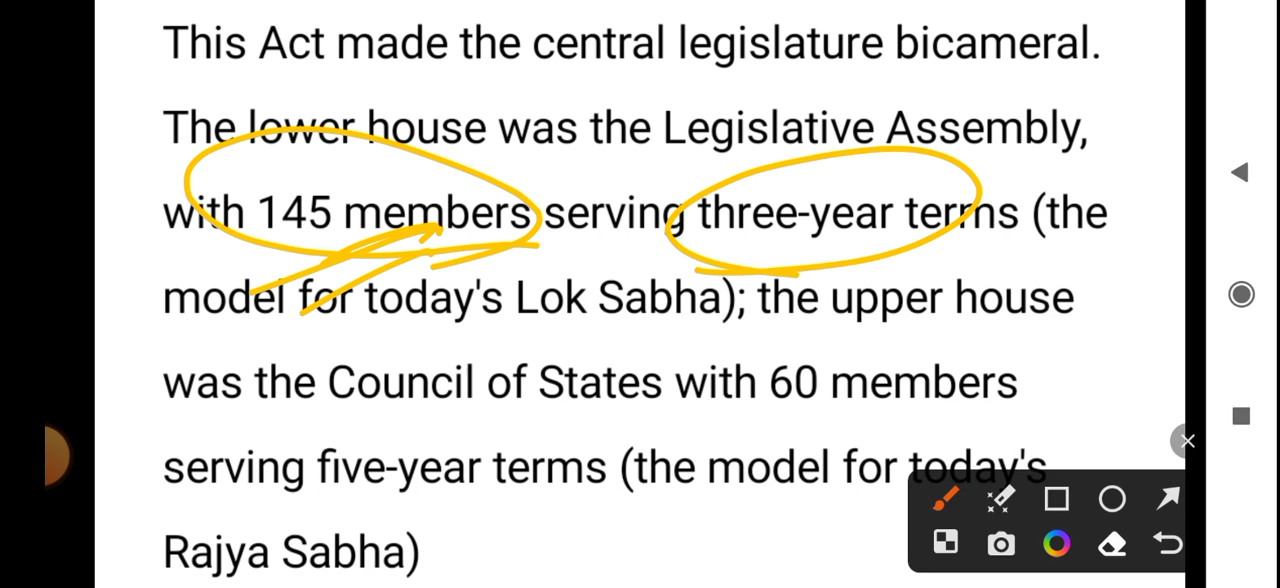 This Act made the central legislature bicameral.
The lower house was the Legislative Assembly,
with 145 members serving three-year terms (the
model for today's Lok Sabha); the upper house
was the Council of States with 60 members
serving five-year terms (the model for today's
Rajya Sabha)